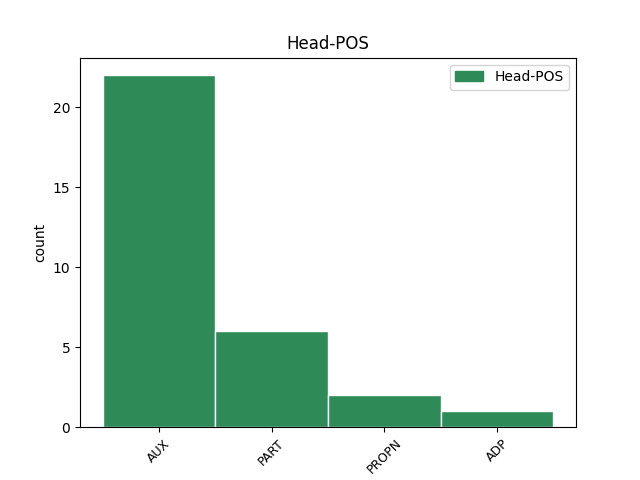 Head-POS
Head-POS
count
20
15
10
5
0
AUX
PART
PROPN
ADP